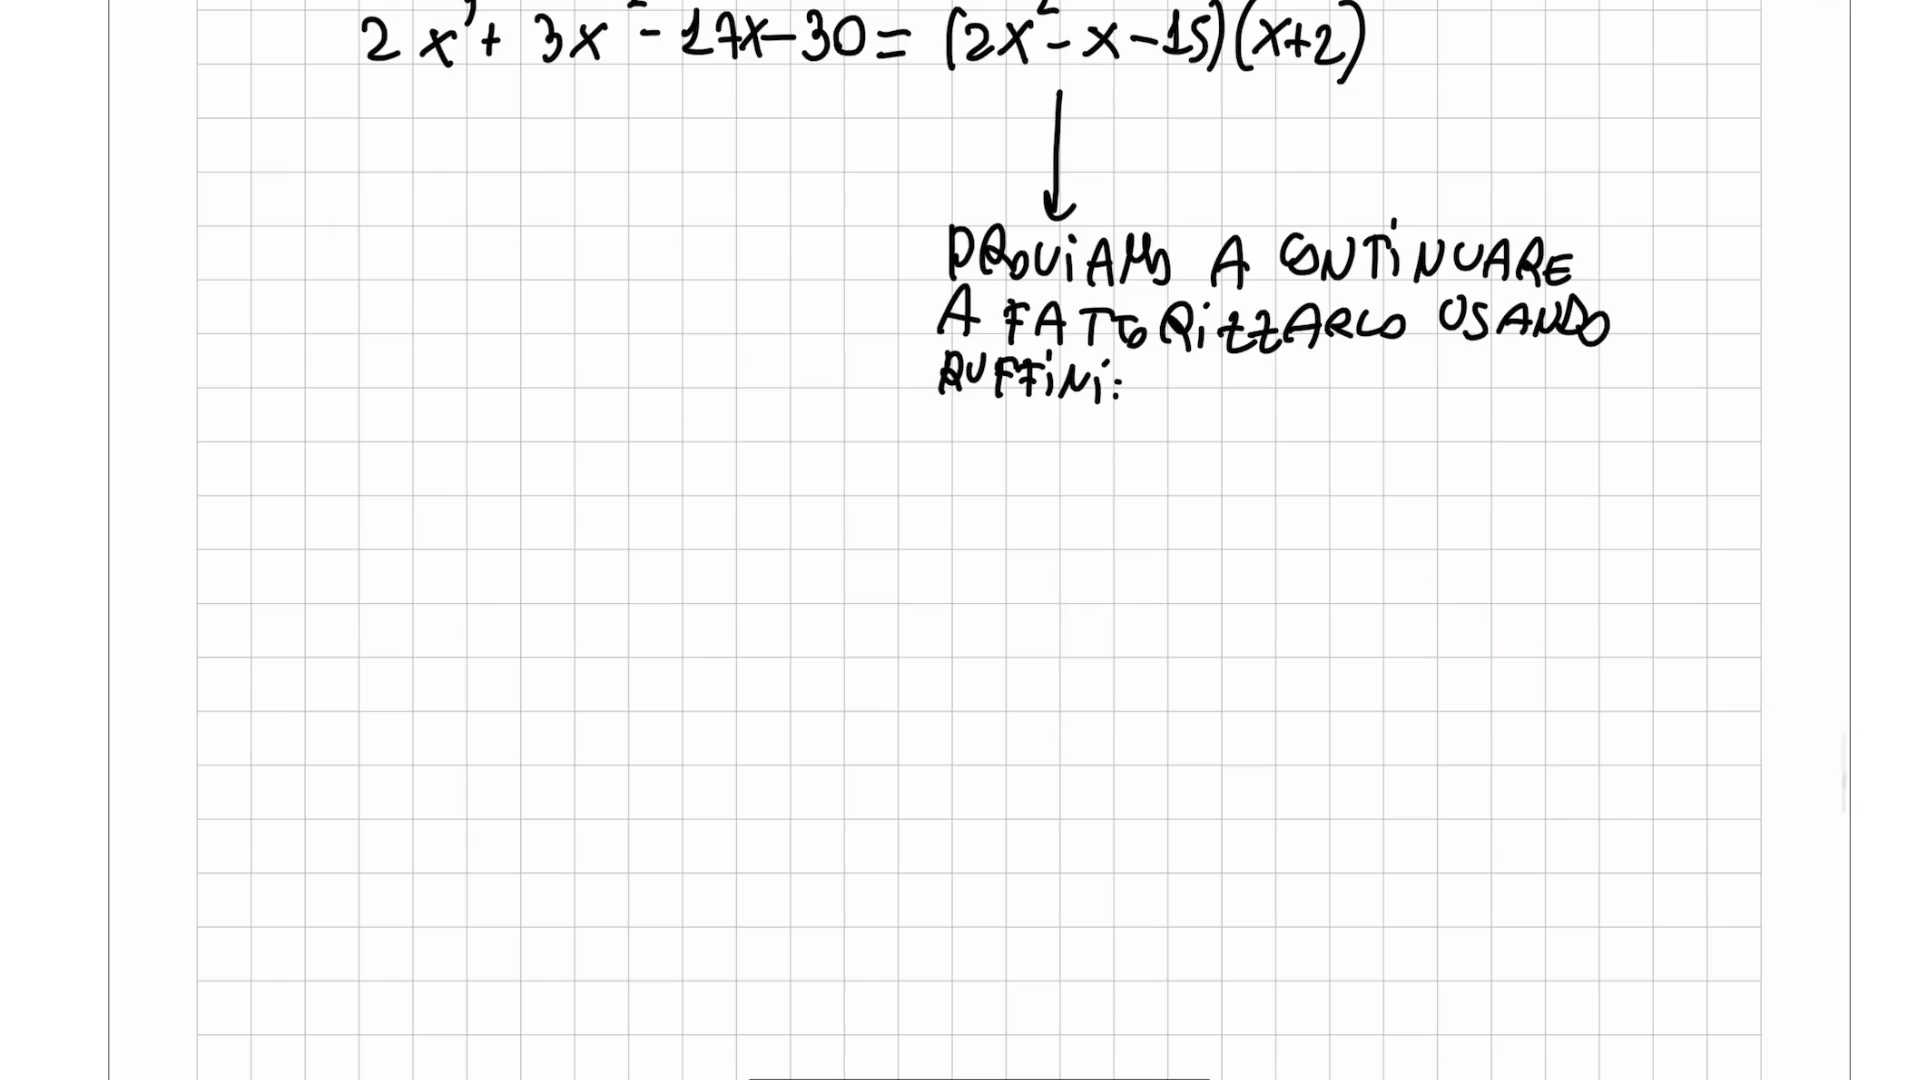 2x³ + 3x² - 17x - 30 = (2x² - x - 15)(x+2)
PROVIAMO A CONTINUARE
A FATTORIZZARLO USANDO
RUFFINI: